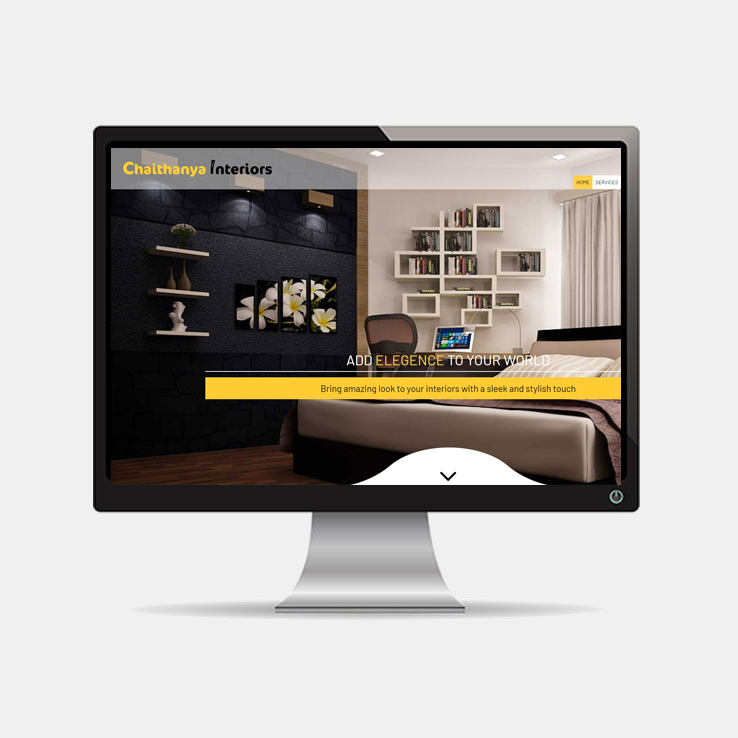 Chaithanya Interiors
HOME SERVICES
ADD ELEGENCE TO YOUR WORLD
Bring amazing look to your interiors with a sleek and stylish touch